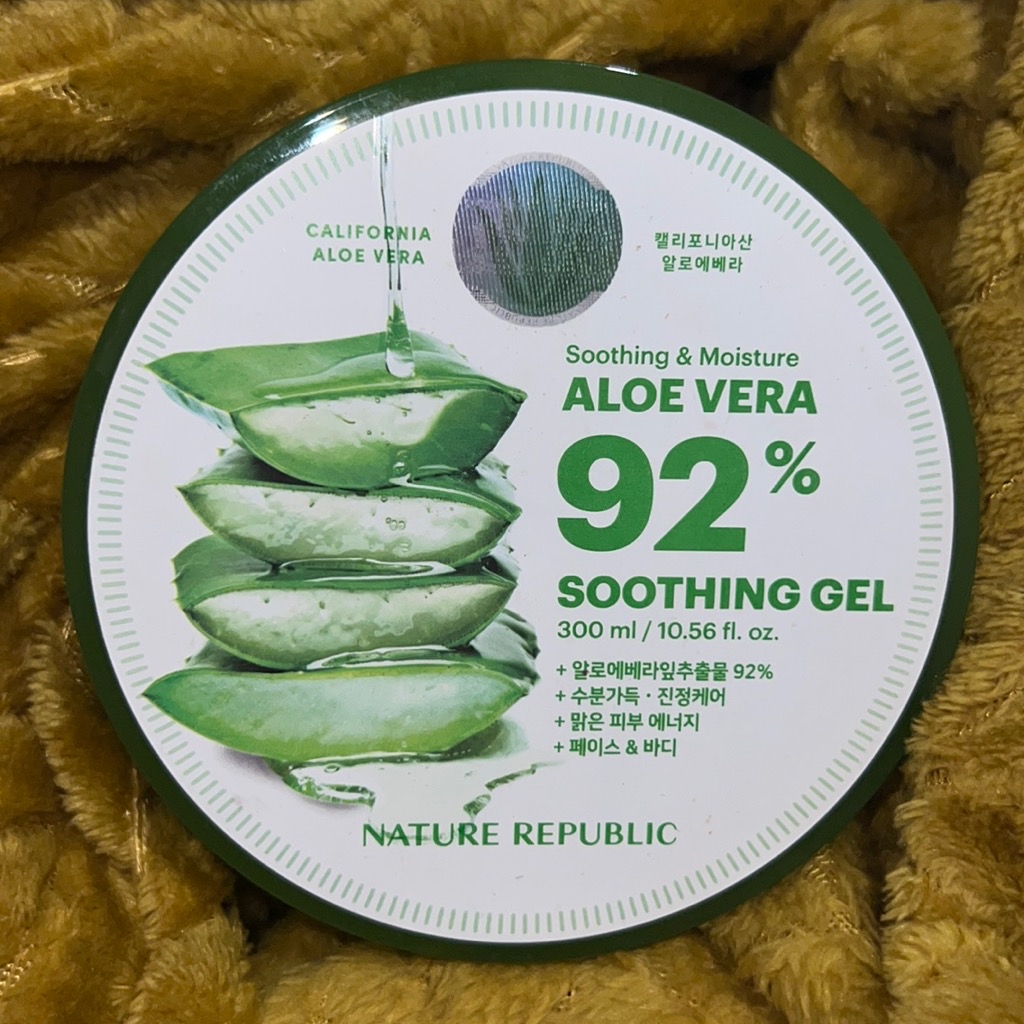 CALIFORNIA
ALOE VERA
캘리포니아산
알로에베라
Soothing & Moisture
ALOE VERA
92%
SOOTHING GEL
300 ml / 10.56 fl. oz.
+ 알로에베라잎추출물 92%
+ 수분가득 · 진정케어
+ 맑은 피부 에너지
+ 페이스 & 바디
NATURE REPUBLIC